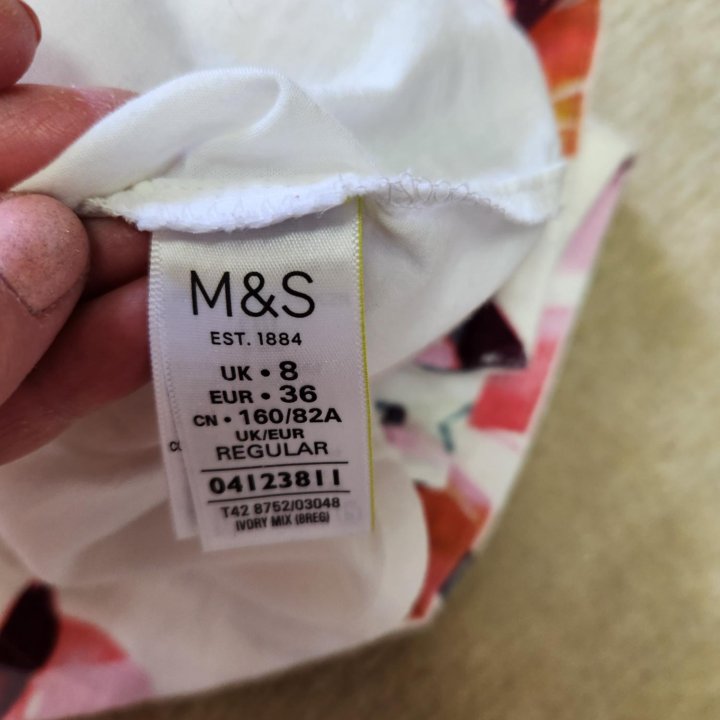 M&S
EST. 1884
UK • 8
EUR • 36
CN • 160/82A
UK/EUR
REGULAR
04123811
T42 8752/03048
IVORY MIX (BREG)